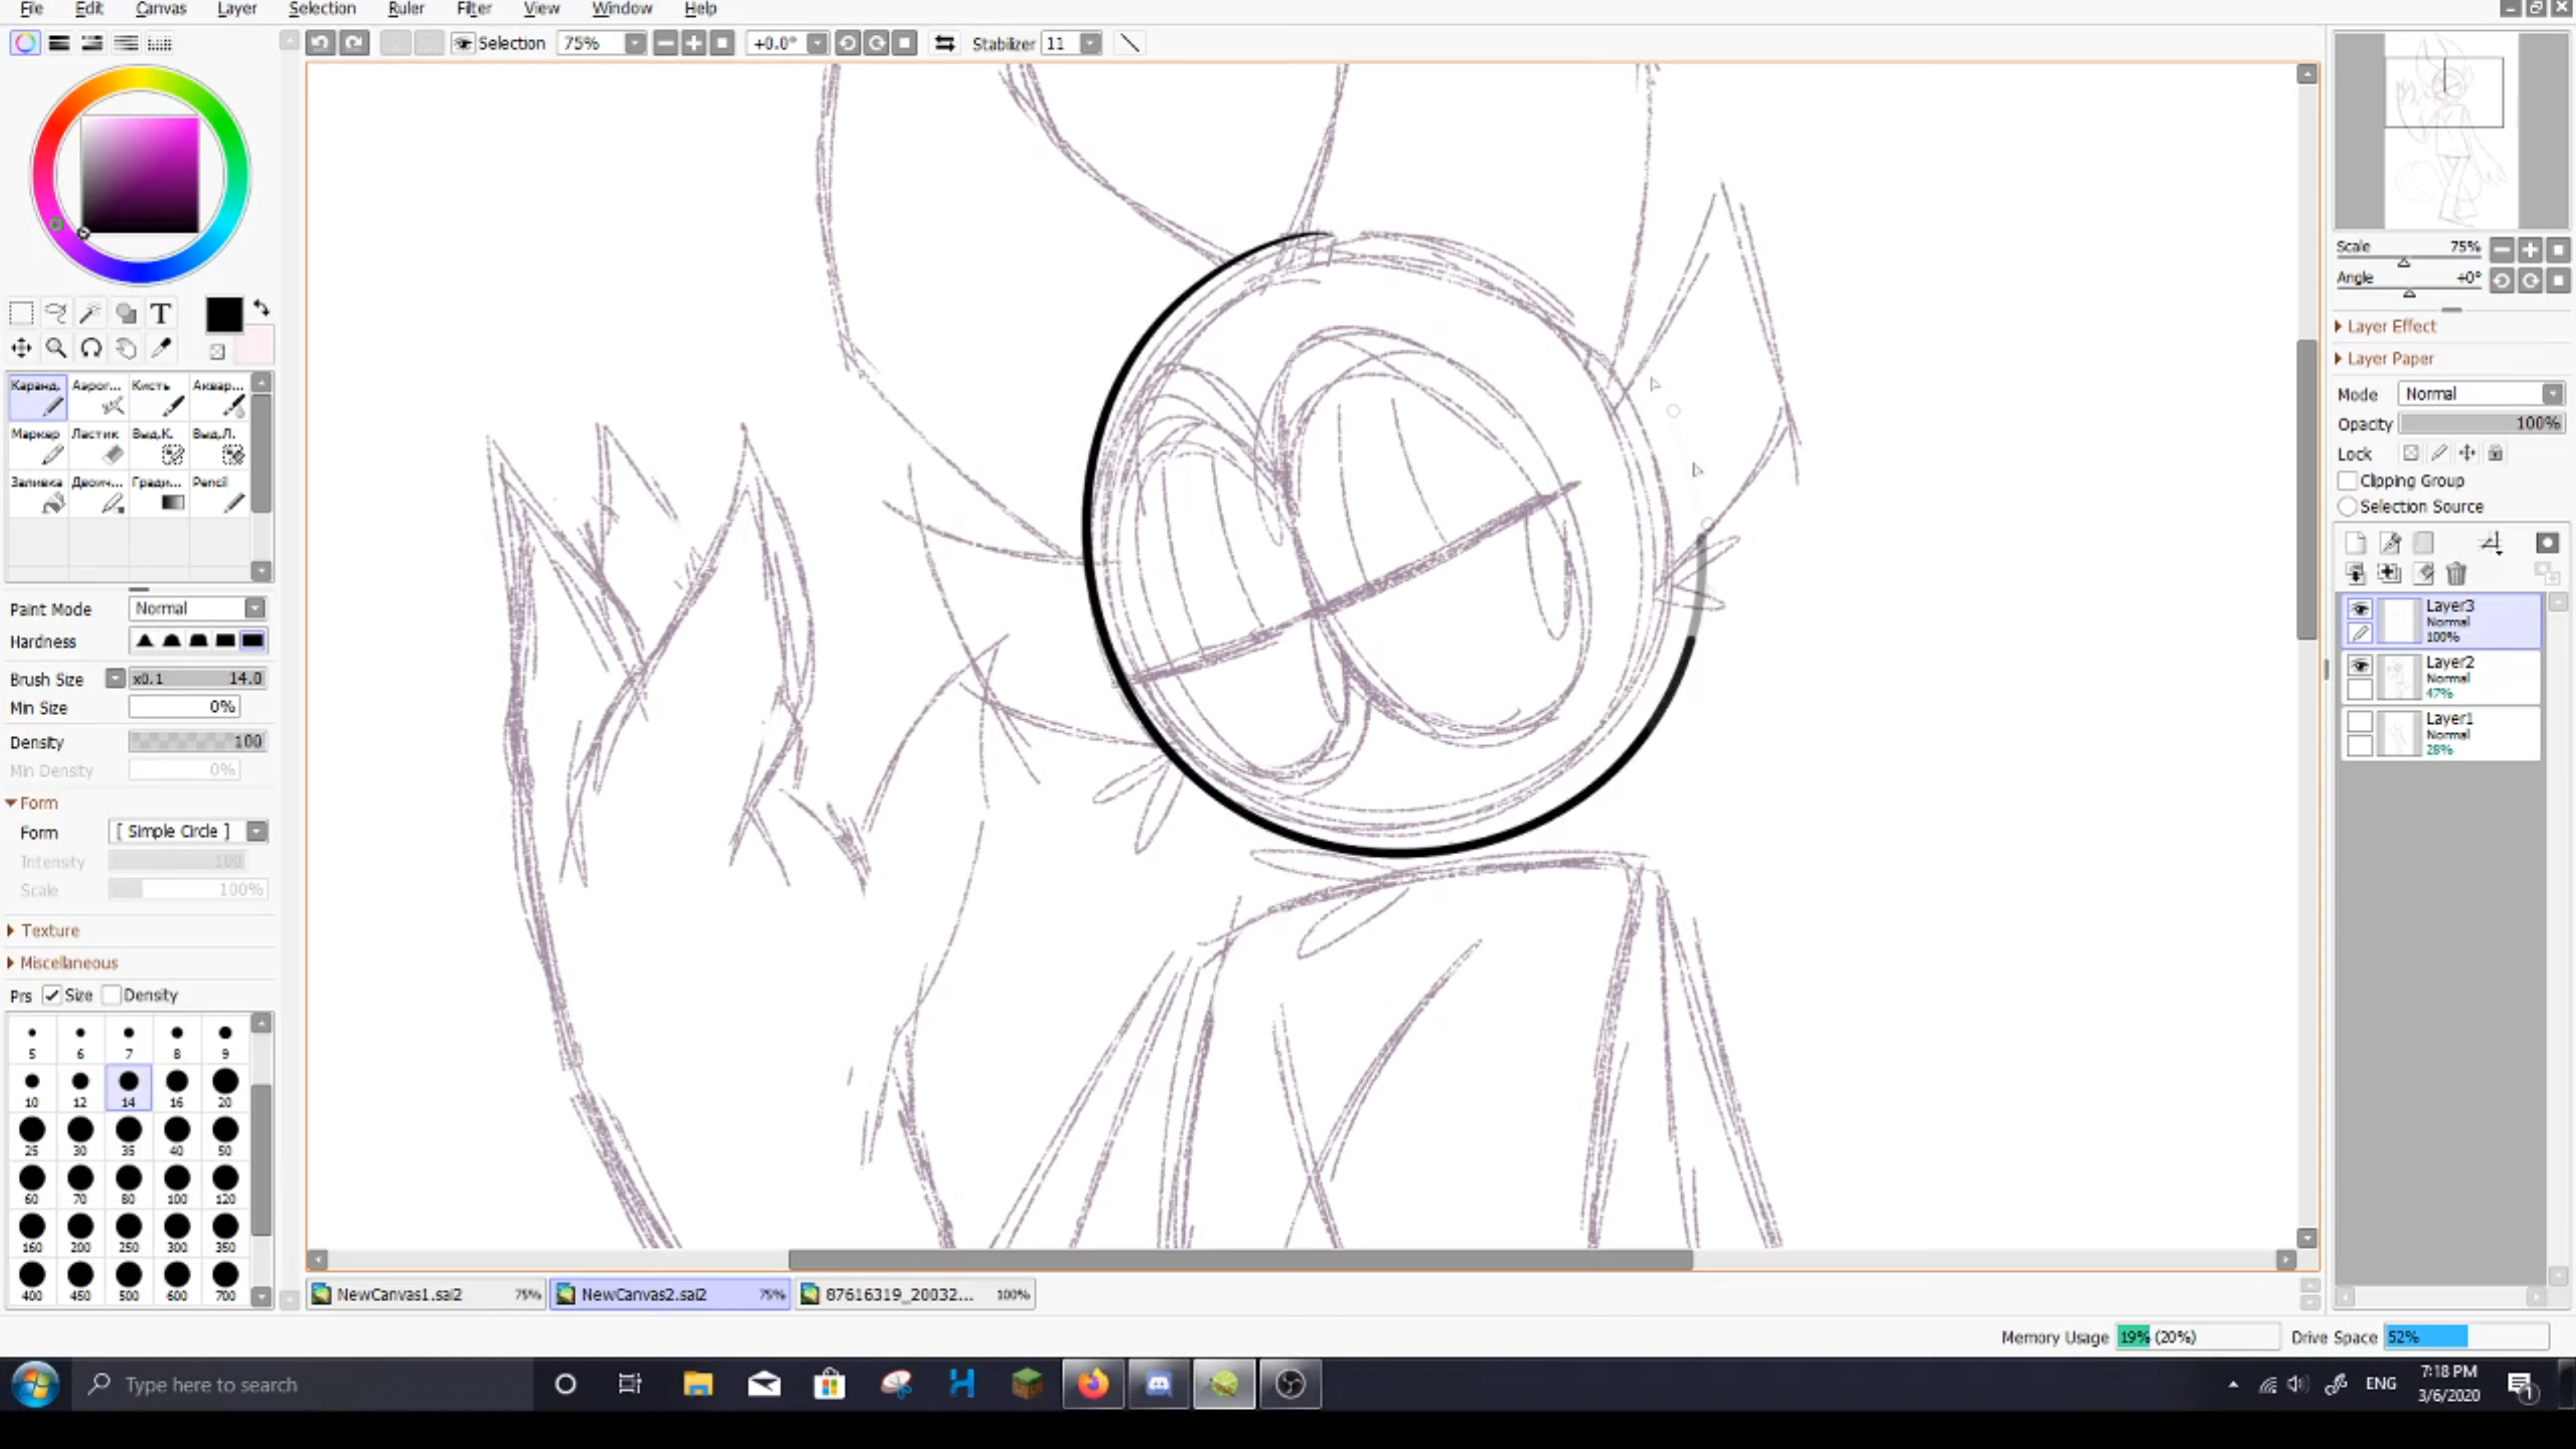 File Edit Canvas Layer Selection Ruler Filter View Window Help
Selection 75% +0.0° Stabilizer 11
T
Каранд. Аэрог... Кисть Аквар...
Маркер Ластик Выд.К. Выд.Л.
Заливка Двоич... Гради... Pencil
Paint Mode Normal
Hardness
Brush Size x0.1 14.0
Min Size 0%
Density 100
Min Density 0%
Form
Form [ Simple Circle ]
Intensity 100
Scale 100%
Texture
Miscellaneous
Prs Size Density
5 6 7 8 9
10 12 14 16 20
25 30 35 40 50
60 70 80 100 120
160 200 250 300 350
400 450 500 600 700
Scale 75%
Angle +0°
Layer Effect
Layer Paper
Mode Normal
Opacity 100%
Lock
Clipping Group
Selection Source
Layer3
Normal
100%
Layer2
Normal
47%
Layer1
Normal
28%
NewCanvas1.sai2 75% NewCanvas2.sai2 75% 87616319_20032... 100%
Memory Usage 19% (20%) Drive Space 52%
Type here to search
ENG
7:18 PM
3/6/2020
1